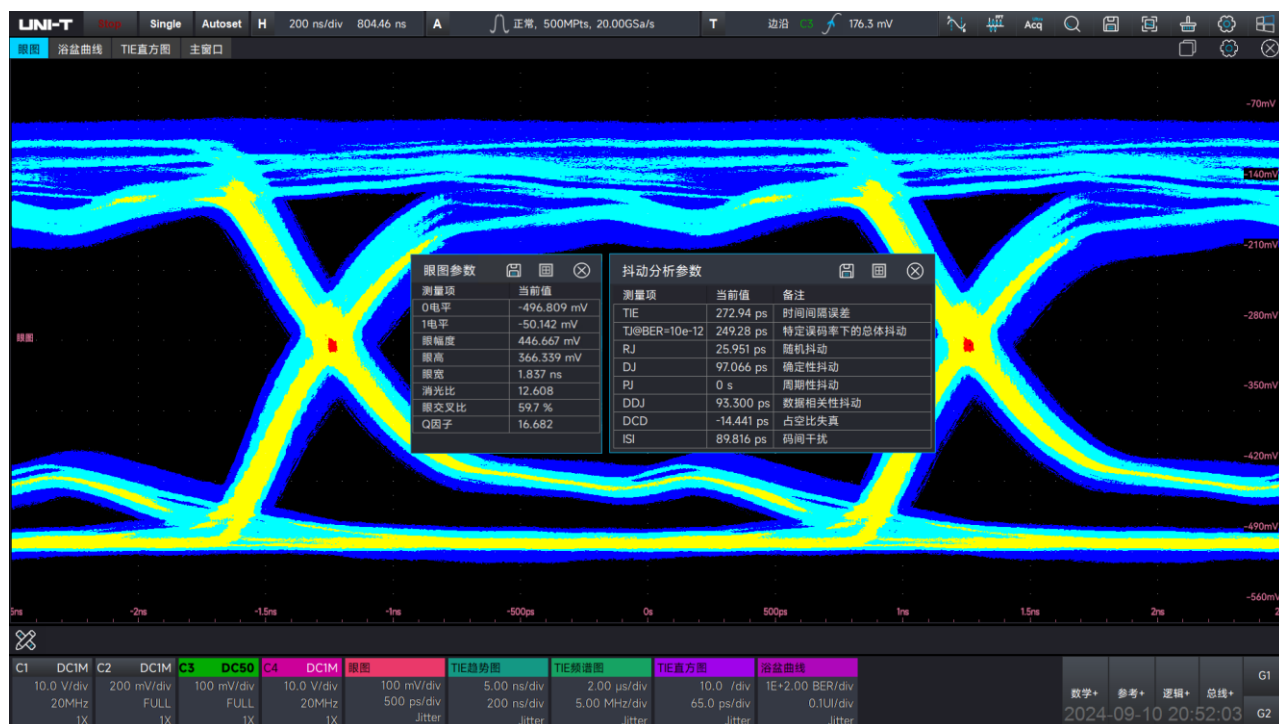 UNI-T Stop Single Autoset H 200 ns/div 804.46 ns A 正常, 500MPts, 20.00GSa/s T 边沿 C3 176.3 mV Acq
眼图 浴盆曲线 TIE直方图 主窗口
-70mV
-140mV
-210mV
眼图参数
测量项 当前值
0电平 -496.809 mV
1电平 -50.142 mV
眼幅度 446.667 mV
眼高 366.339 mV
眼宽 1.837 ns
消光比 12.608
眼交叉比 59.7 %
Q因子 16.682
抖动分析参数
测量项 当前值 备注
TIE 272.94 ps 时间间隔误差
TJ@BER=10e-12 249.28 ps 特定误码率下的总体抖动
RJ 25.951 ps 随机抖动
DJ 97.066 ps 确定性抖动
PJ 0 s 周期性抖动
DDJ 93.300 ps 数据相关性抖动
DCD -14.441 ps 占空比失真
ISI 89.816 ps 码间干扰
-280mV
眼图
-350mV
-420mV
-490mV
-560mV
5ns -2ns -1.5ns -1ns -500ps 0s 500ps 1ns 1.5ns 2ns 2
C1 DC1M C2 DC1M C3 DC50 C4 DC1M 眼图 TIE趋势图 TIE频谱图 TIE直方图 浴盆曲线
10.0 V/div 200 mV/div 100 mV/div 10.0 V/div 100 mV/div 5.00 ns/div 2.00 µs/div 10.0 /div 1E+2.00 BER/div
20MHz FULL FULL 20MHz 500 ps/div 200 ns/div 5.00 MHz/div 65.0 ps/div 0.1UI/div
1X 1X 1X 1X Jitter Jitter Jitter Jitter Jitter
数学+ 参考+ 逻辑+ 总线+
2024-09-10 20:52:03
G1
G2